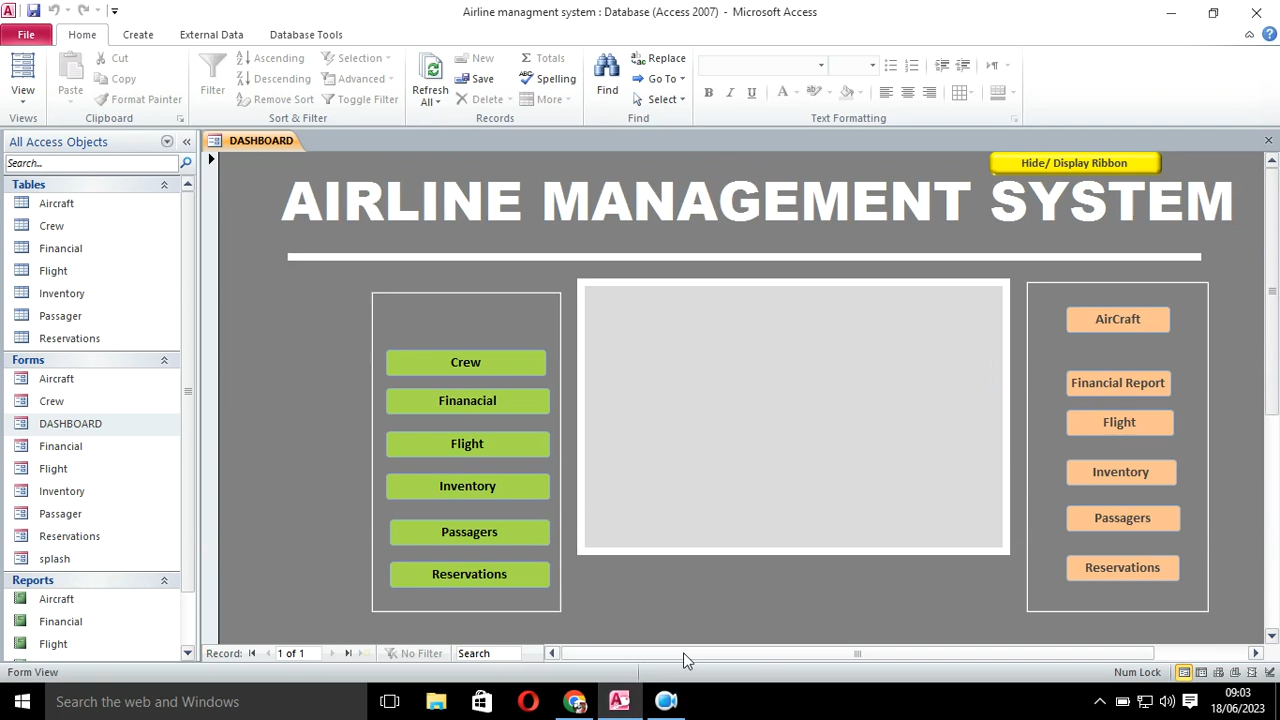 Airline managment system : Database (Access 2007) - Microsoft Access
File Home Create External Data Database Tools
View
Views
Paste
Cut
Copy
Format Painter
Clipboard
Filter
Ascending
Descending
Remove Sort
Selection
Advanced
Toggle Filter
Sort & Filter
Refresh
All
New
Save
Delete
Totals
Spelling
More
Records
Find
Replace
Go To
Select
Find
Text Formatting
All Access Objects
Search...
Tables
Aircraft
Crew
Financial
Flight
Inventory
Passager
Reservations
Forms
Aircraft
Crew
DASHBOARD
Financial
Flight
Inventory
Passager
Reservations
splash
Reports
Aircraft
Financial
Flight
DASHBOARD
Hide/ Display Ribbon
AIRLINE MANAGEMENT SYSTEM
Crew
Finanacial
Flight
Inventory
Passagers
Reservations
AirCraft
Financial Report
Flight
Inventory
Passagers
Reservations
Record: 1 of 1 No Filter Search
Form View
Num Lock
Search the web and Windows
09:03
18/06/2023